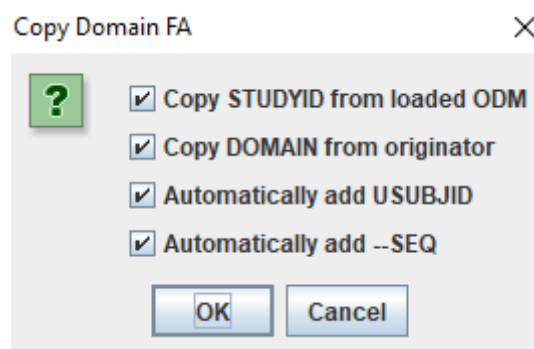 Copy Domain FA
Copy STUDYID from loaded ODM
Copy DOMAIN from originator
Automatically add USUBJID
Automatically add --SEQ
OK Cancel